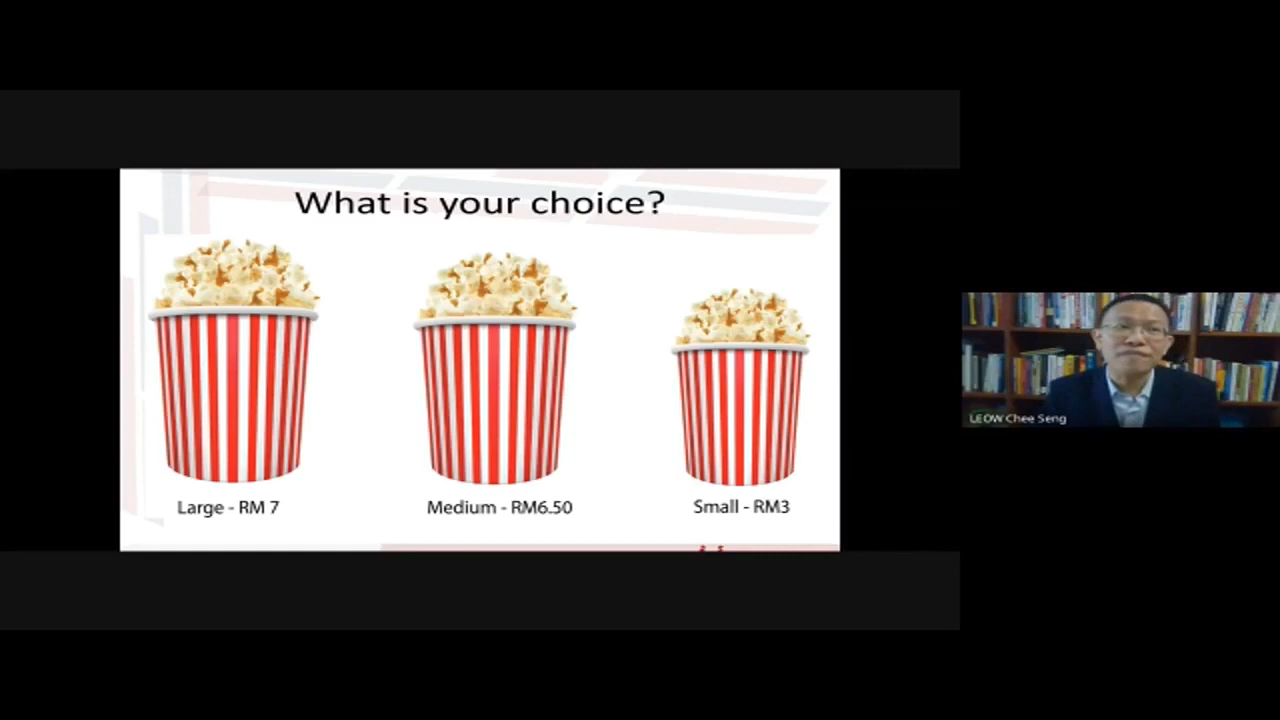 What is your choice?
Large - RM 7
Medium - RM6.50
Small - RM3
LEOW Chee Seng